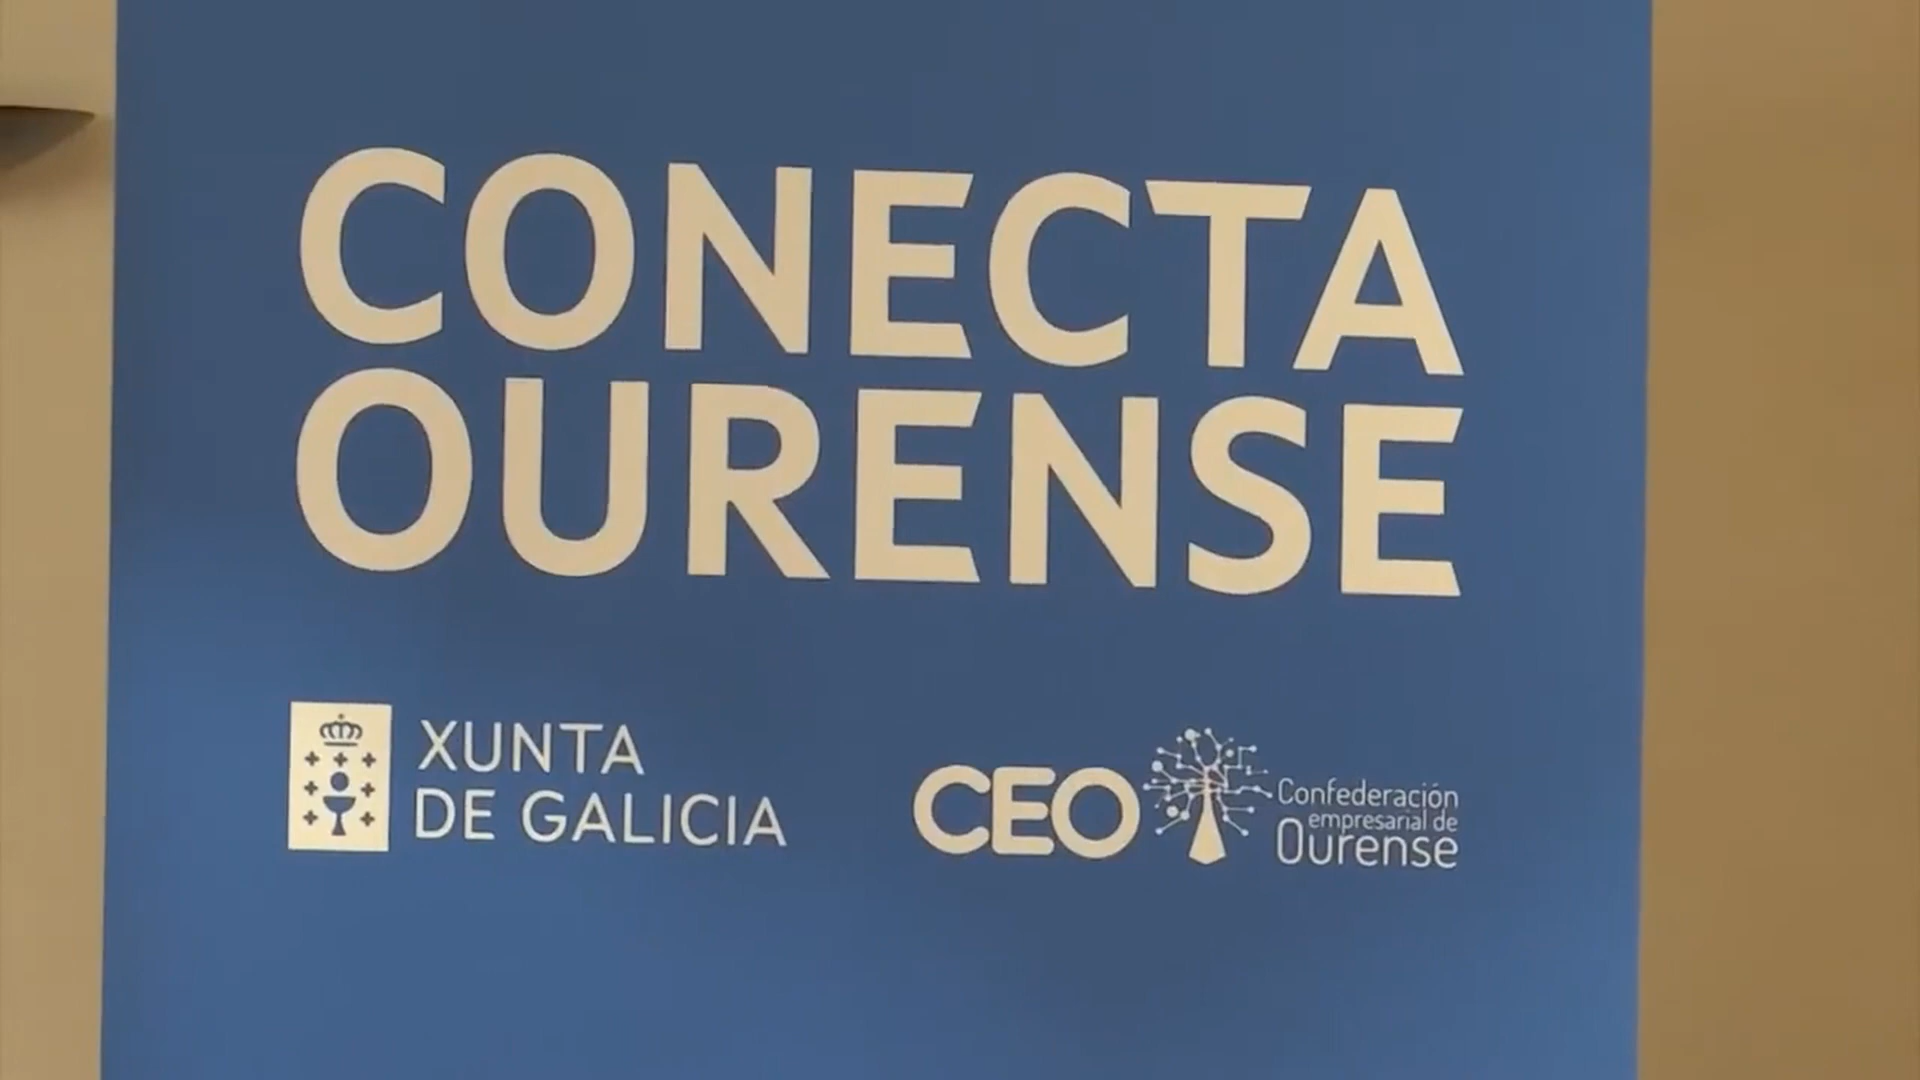 CONECTA
OURENSE
XUNTA
DE GALICIA
CEO
Confederación
empresarial de
Ourense